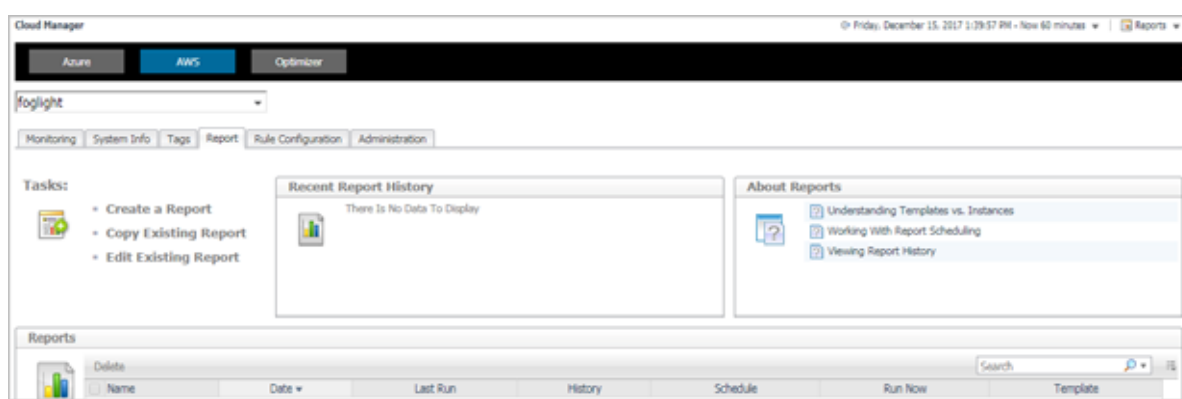 Cloud Manager
Friday, December 15, 2017 1:39:57 PM - Now 60 minutes
Reports
Azure
AWS
Optimizer
foglight
Monitoring
System Info
Tags
Report
Rule Configuration
Administration
Tasks:
Create a Report
Copy Existing Report
Edit Existing Report
Recent Report History
There Is No Data To Display
About Reports
Understanding Templates vs. Instances
Working With Report Scheduling
Viewing Report History
Reports
Delete
Search
Name
Date
Last Run
History
Schedule
Run Now
Template